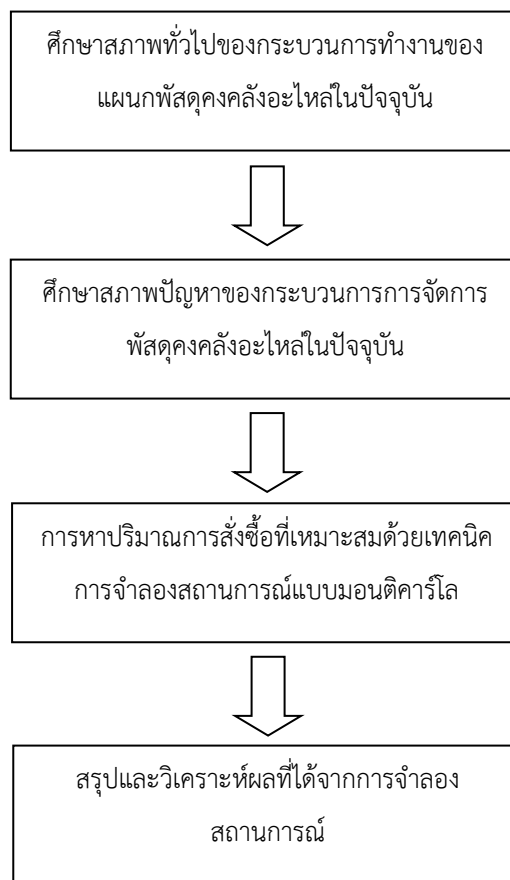 ศึกษาสภาพทั่วไปของกระบวนการทำงานของ
แผนกพัสดุคงคลังอะไหล่ในปัจจุบัน
ศึกษาสภาพปัญหาของกระบวนการการจัดการ
พัสดุคงคลังอะไหล่ในปัจจุบัน
การหาปริมาณการสั่งซื้อที่เหมาะสมด้วยเทคนิค
การจำลองสถานการณ์แบบมอนติคาร์โล
สรุปและวิเคราะห์ผลที่ได้จากการจำลอง
สถานการณ์